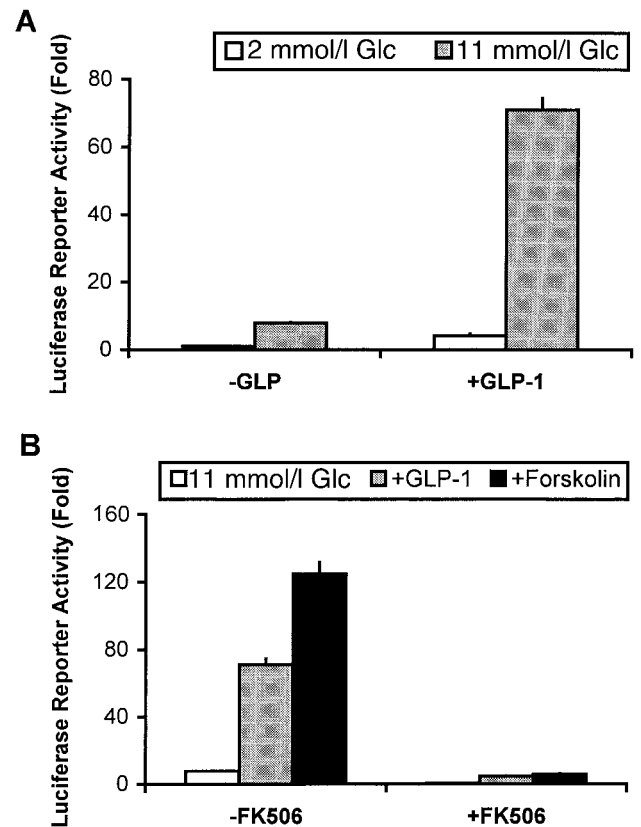 A
2 mmol/l Glc 11 mmol/l Glc
Luciferase Reporter Activity (Fold)
80
60
40
20
0
-GLP +GLP-1
B
11 mmol/l Glc +GLP-1 +Forskolin
Luciferase Reporter Activity (Fold)
160
120
80
40
0
-FK506 +FK506